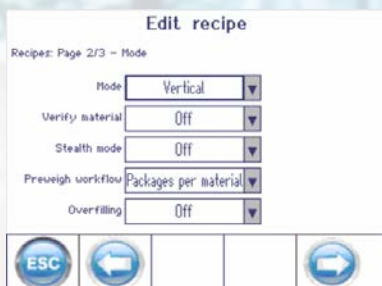 Edit recipe
Recipes: Page 2/3 - Mode
Mode Vertical
Verify material Off
Stealth mode Off
Preweigh workflow Packages per material
Overfilling Off
ESC